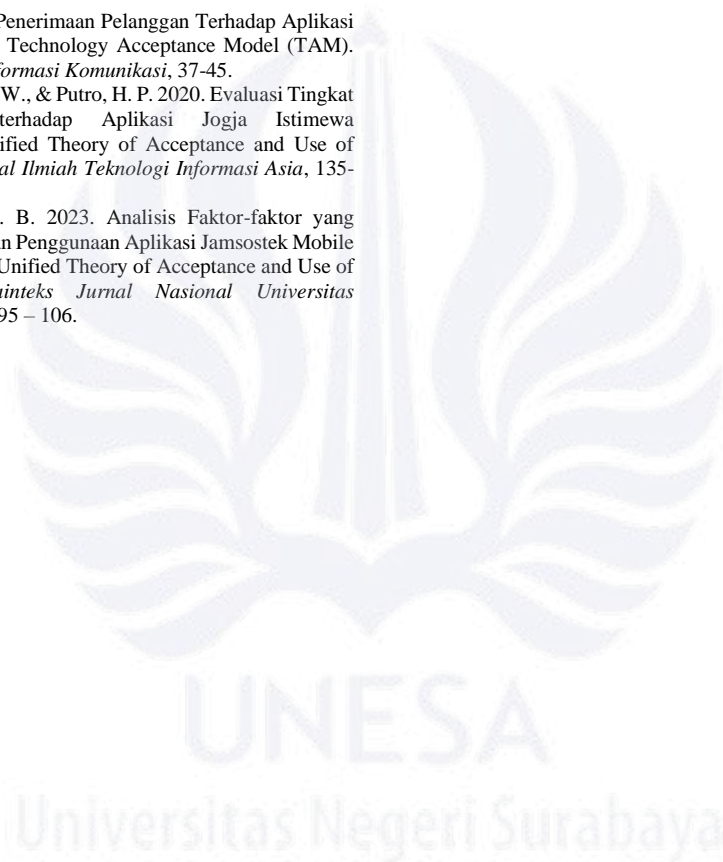 Penerimaan Pelanggan Terhadap Aplikasi
Technology Acceptance Model (TAM).
formasi Komunikasi, 37-45.
W., & Putro, H. P. 2020. Evaluasi Tingkat
terhadap Aplikasi Jogja Istimewa
ified Theory of Acceptance and Use of
al Ilmiah Teknologi Informasi Asia, 135-
. B. 2023. Analisis Faktor-faktor yang
an Penggunaan Aplikasi Jamsostek Mobile
Unified Theory of Acceptance and Use of
ainteks Jurnal Nasional Universitas
95 – 106.
UNESA
Universitas Negeri Surabaya